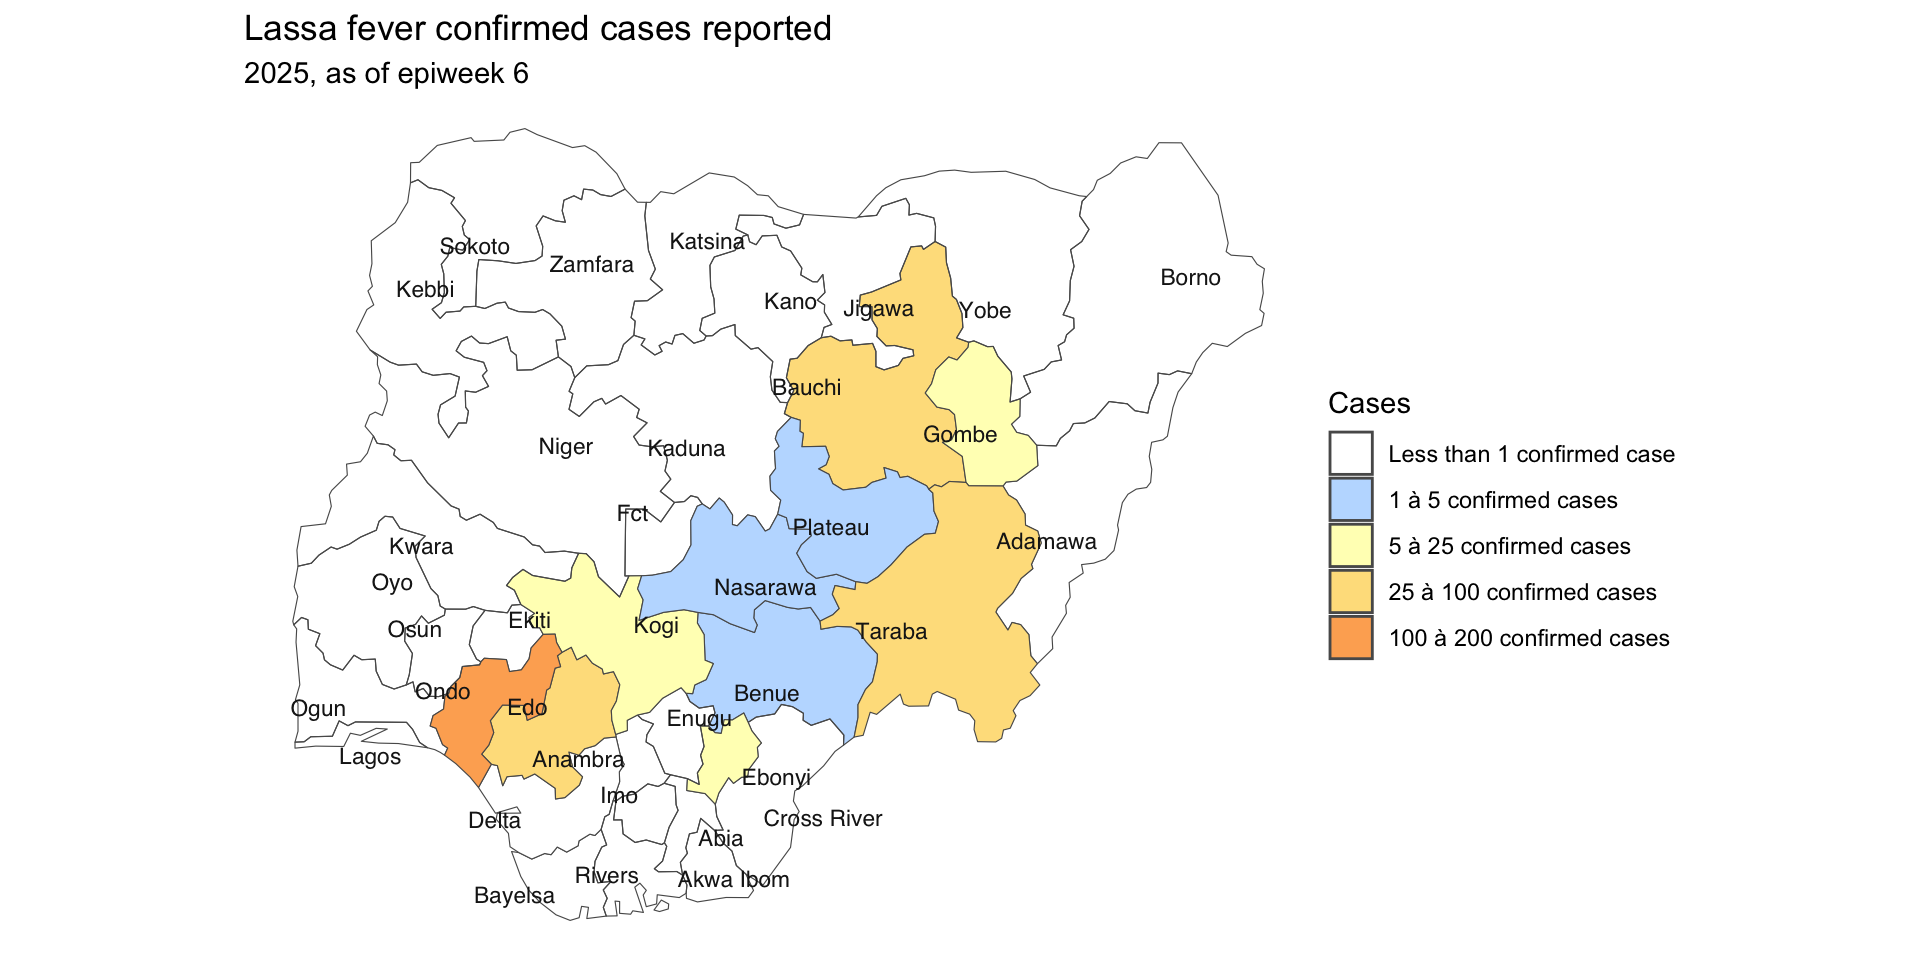 Lassa fever confirmed cases reported
2025, as of epiweek 6
Sokoto
Katsina
Zamfara
Borno
Kebbi
Kano
Jigawa
Yobe
Bauchi
Gombe
Niger
Kaduna
Fct
Plateau
Adamawa
Kwara
Oyo
Nasarawa
Ekiti
Osun
Kogi
Taraba
Ondo
Benue
Edo
Ogun
Enugu
Lagos
Anambra
Ebonyi
Imo
Delta
Cross River
Abia
Rivers
Akwa Ibom
Bayelsa
Cases
Less than 1 confirmed case
1 à 5 confirmed cases
5 à 25 confirmed cases
25 à 100 confirmed cases
100 à 200 confirmed cases